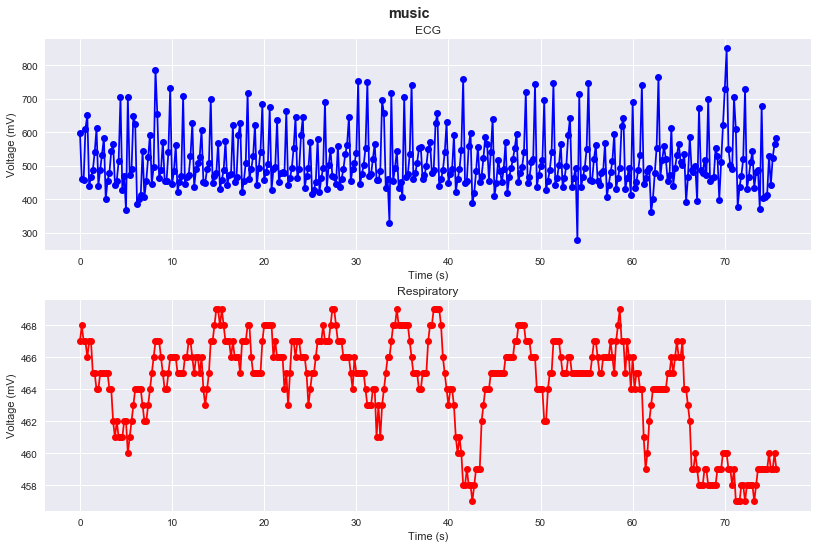 music
ECG
Voltage (mV)
800
700
600
500
400
300
0 10 20 30 40 50 60 70
Time (s)
Respiratory
Voltage (mV)
468
466
464
462
460
458
0 10 20 30 40 50 60 70
Time (s)